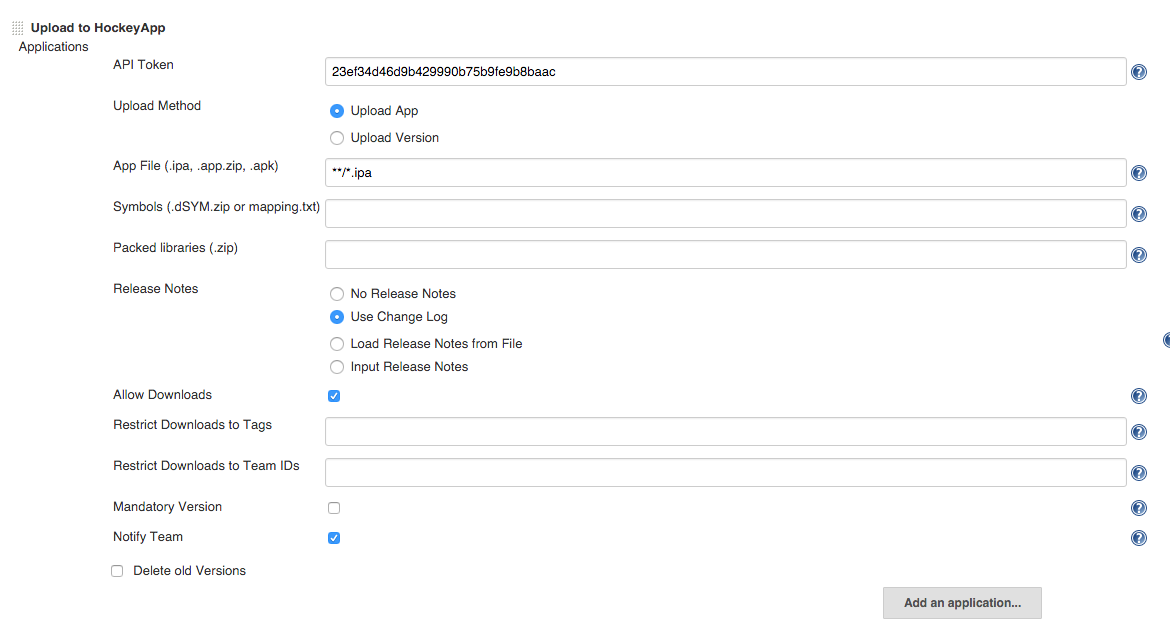 Upload to HockeyApp
Applications
API Token
23ef34d46d9b429990b75b9fe9b8baac
Upload Method
Upload App
Upload Version
App File (.ipa, .app.zip, .apk)
**/*.ipa
Symbols (.dSYM.zip or mapping.txt)
Packed libraries (.zip)
Release Notes
No Release Notes
Use Change Log
Load Release Notes from File
Input Release Notes
Allow Downloads
Restrict Downloads to Tags
Restrict Downloads to Team IDs
Mandatory Version
Notify Team
Delete old Versions
Add an application...